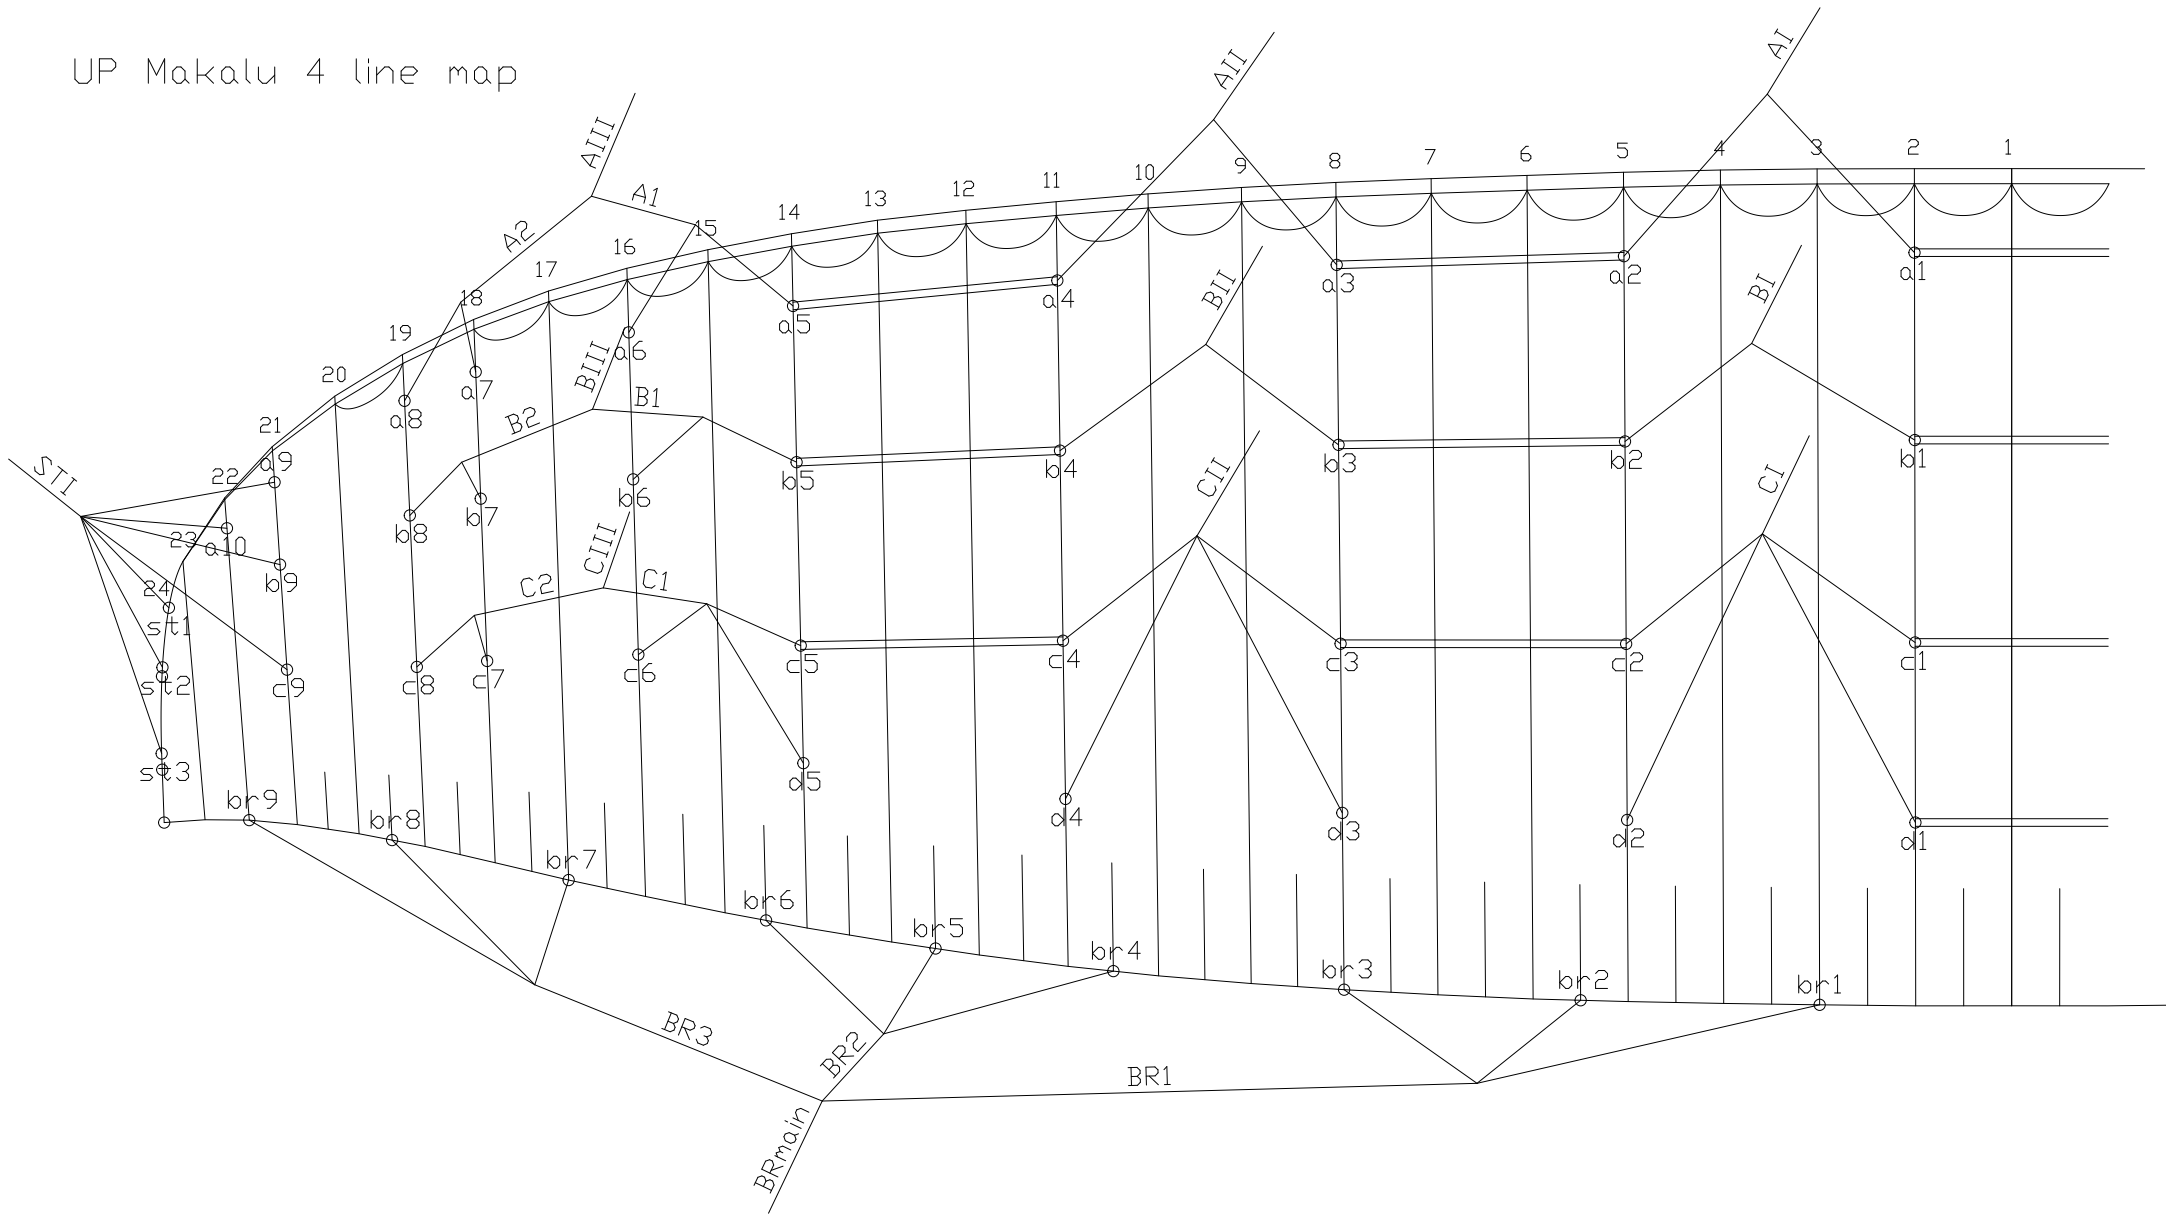 UP Makalu 4 line map
AI
AII
AIII
A1
A2
1
2
3
4
5
6
7
8
9
10
11
12
13
14
15
16
17
18
19
20
21
22
23
24
a1
a2
a3
a4
a5
a6
a7
a8
a9
a10
BI
BII
BIII
B1
B2
b1
b2
b3
b4
b5
b6
b7
b8
b9
CI
CII
CIII
C1
C2
c1
c2
c3
c4
c5
c6
c7
c8
c9
STI
st1
st2
st3
d1
d2
d3
d4
d5
br9
br8
br7
br6
br5
br4
br3
br2
br1
BR3
BR2
BR1
BRmain